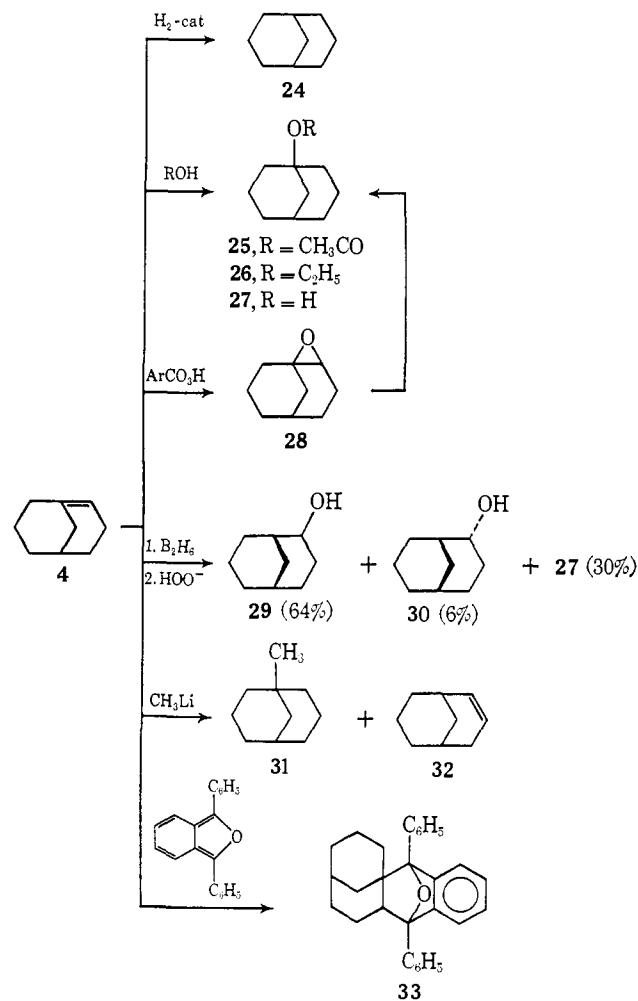 H₂-cat
24
OR
ROH
25, R = CH₃CO
26, R = C₂H₅
27, R = H
O
ArCO₃H
28
4
1. B₂H₆
2. HOO⁻
OH
29 (64%)
+
OH
30 (6%)
+ 27 (30%)
CH₃
CH₃Li
31
+
32
C₆H₅
O
C₆H₅
C₆H₅
O
C₆H₅
33